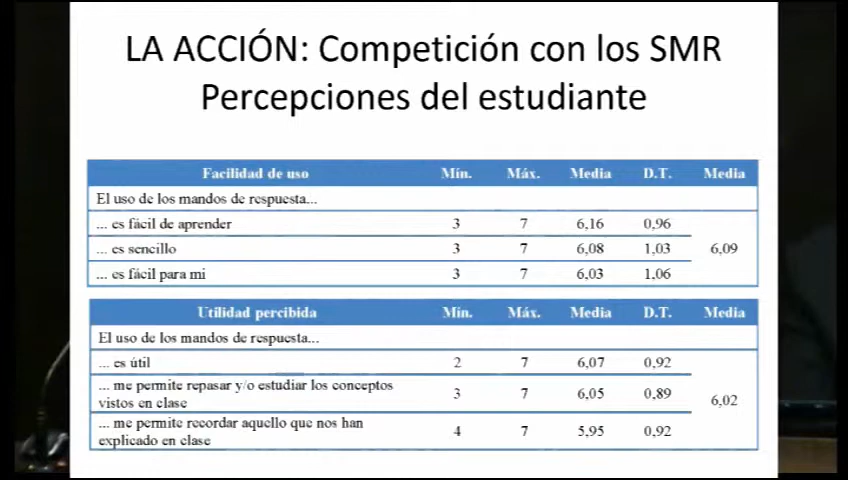 LA ACCIÓN: Competición con los SMR
Percepciones del estudiante
Facilidad de uso Mín. Máx. Media D.T. Media
El uso de los mandos de respuesta...
... es fácil de aprender 3 7 6,16 0,96
... es sencillo 3 7 6,08 1,03 6,09
... es fácil para mi 3 7 6,03 1,06
Utilidad percibida Mín. Máx. Media D.T. Media
El uso de los mandos de respuesta...
... es útil 2 7 6,07 0,92
... me permite repasar y/o estudiar los conceptos
vistos en clase 3 7 6,05 0,89 6,02
... me permite recordar aquello que nos han
explicado en clase 4 7 5,95 0,92